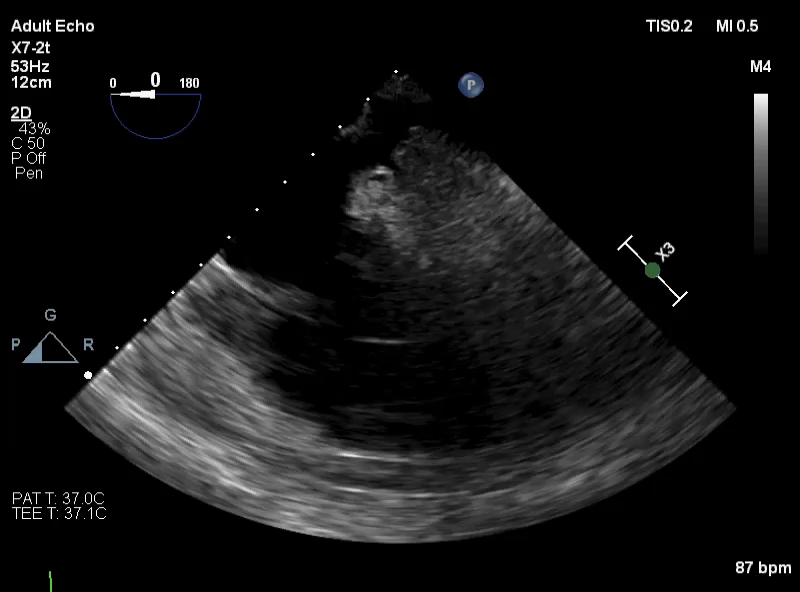 Adult Echo
TIS0.2 MI 0.5
X7-2t
53Hz
12cm
M4
0 0 180
P
2D
43%
C 50
P Off
Pen
X3
G
P R
PAT T: 37.0C
TEE T: 37.1C
87 bpm